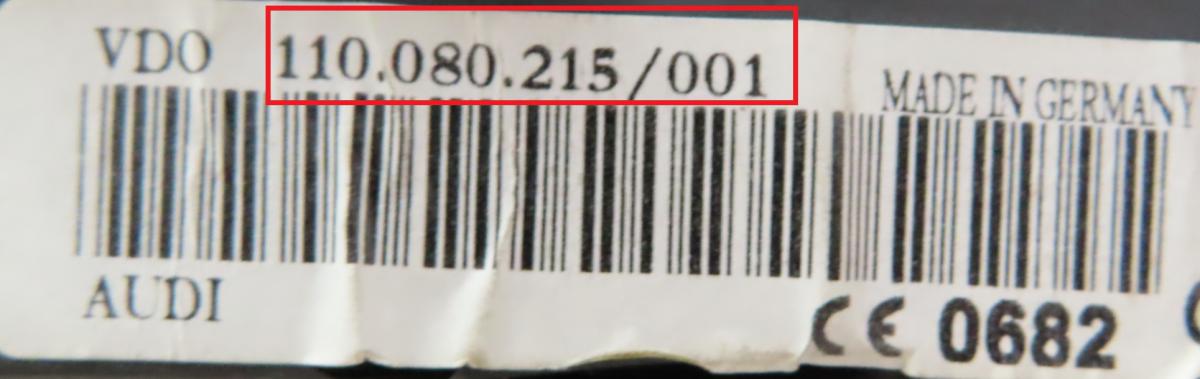 VDO 110.080.215/001
MADE IN GERMANY
AUDI
CE 0682